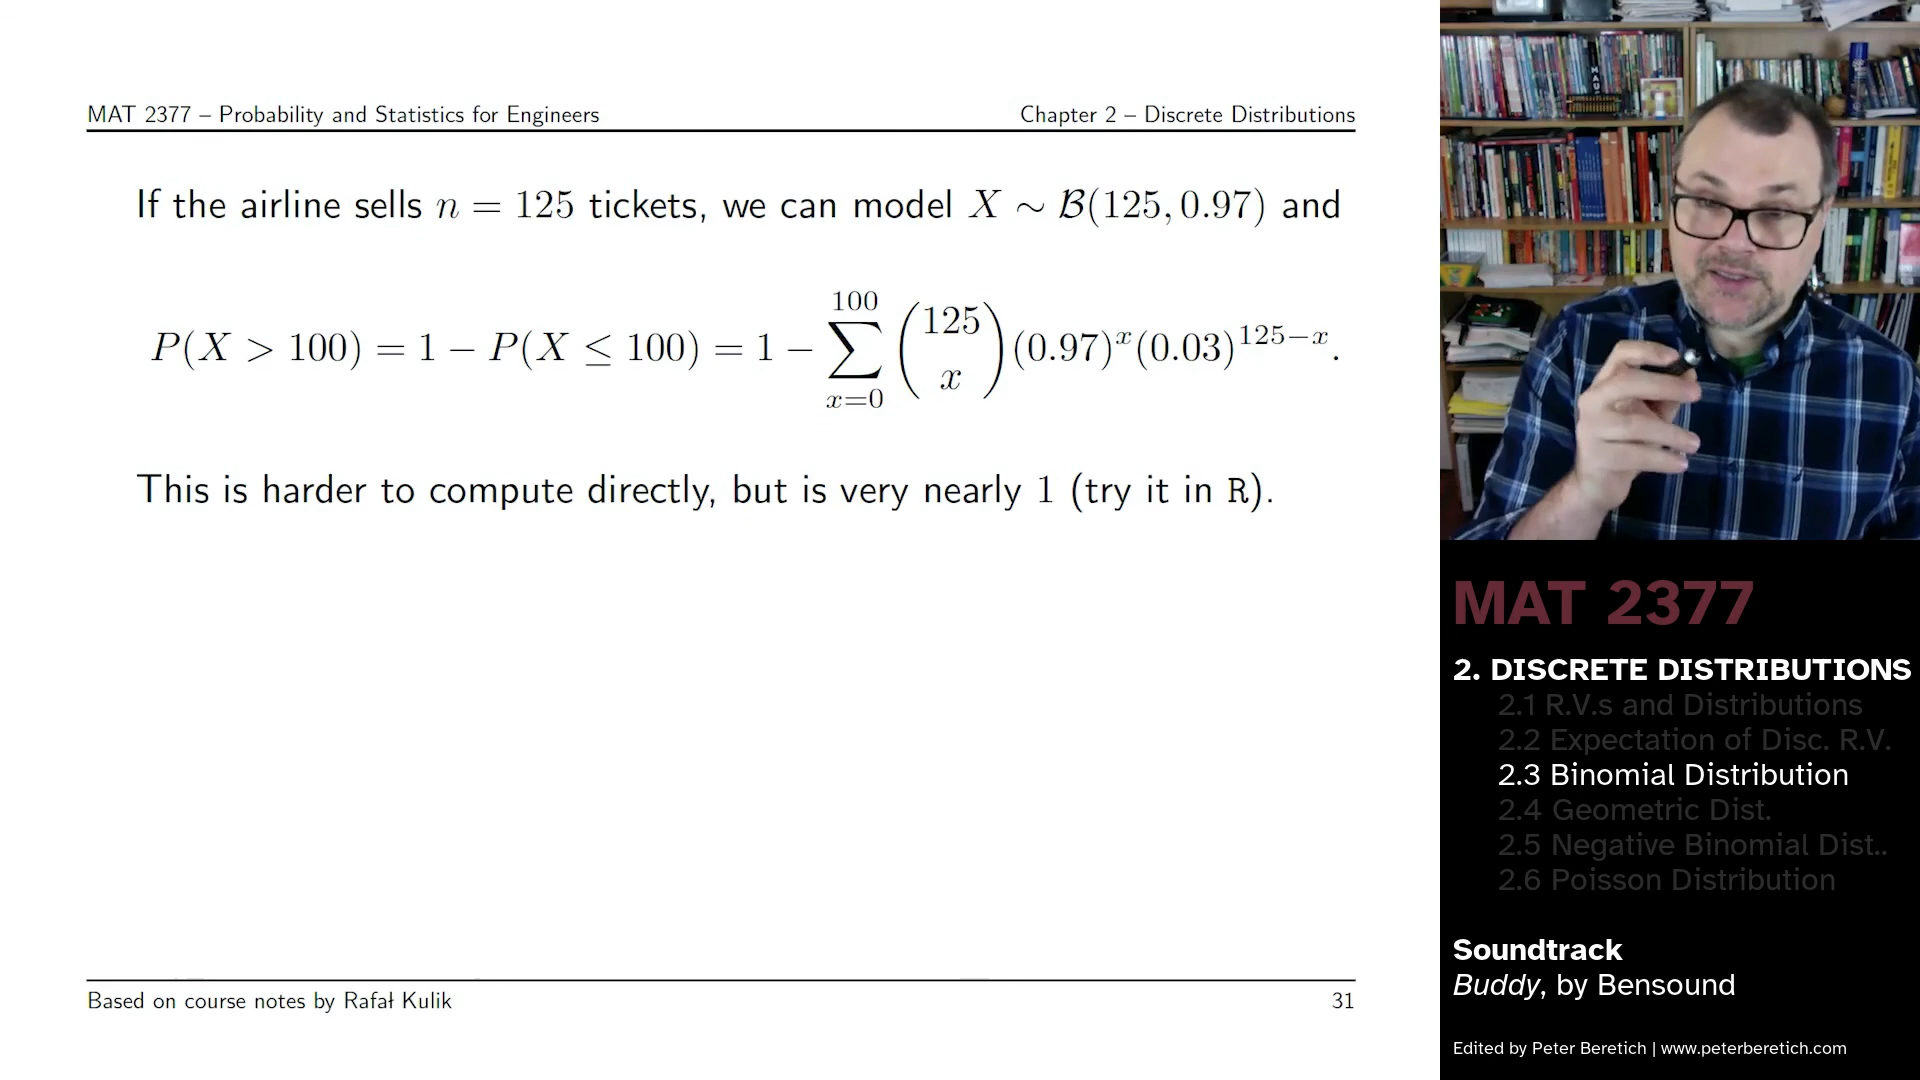 MAT 2377 – Probability and Statistics for Engineers
Chapter 2 – Discrete Distributions
If the airline sells n = 125 tickets, we can model X ∼ ℬ(125, 0.97) and
P(X > 100) = 1 − P(X ≤ 100) = 1 − ∑_{x=0}^{100} \binom{125}{x} (0.97)^x (0.03)^{125−x}.
This is harder to compute directly, but is very nearly 1 (try it in R).
Based on course notes by Rafał Kulik
31
MAT 2377
2. DISCRETE DISTRIBUTIONS
2.1 R.V.s and Distributions
2.2 Expectation of Disc. R.V.
2.3 Binomial Distribution
2.4 Geometric Dist.
2.5 Negative Binomial Dist..
2.6 Poisson Distribution
Soundtrack
Buddy, by Bensound
Edited by Peter Beretich | www.peterberetich.com